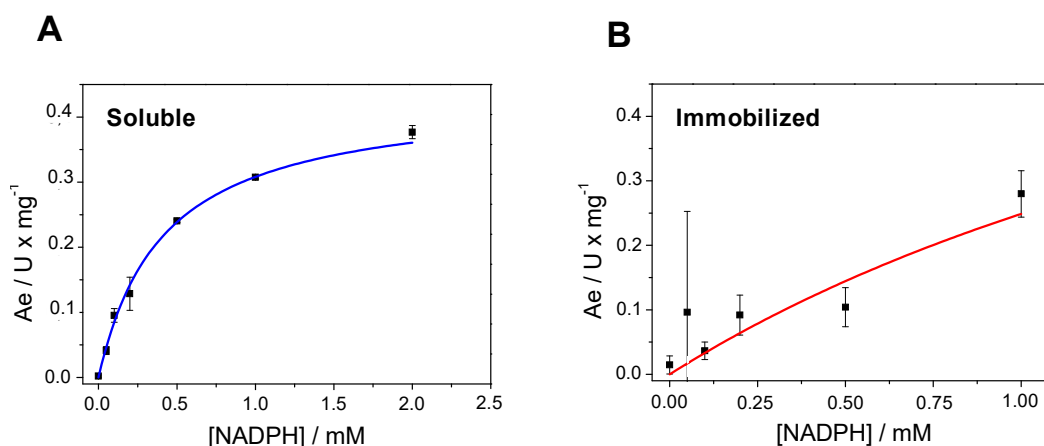 A
B
Soluble
Immobilized
Ae / U x mg⁻¹
0.4
0.3
0.2
0.1
0.0
0.0 0.5 1.0 1.5 2.0 2.5
[NADPH] / mM
Ae / U x mg⁻¹
0.4
0.3
0.2
0.1
0.0
0.00 0.25 0.50 0.75 1.00
[NADPH] / mM